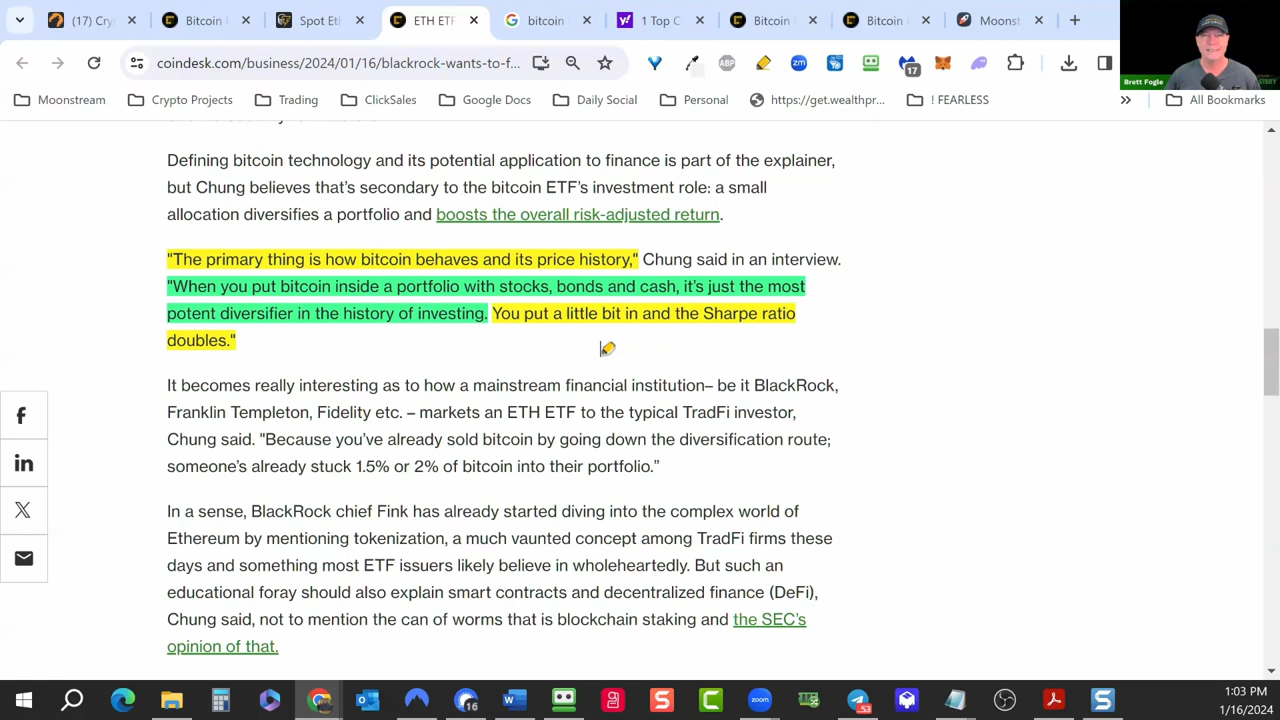 (17) Cry
Bitcoin
Spot Et
ETH ETF
bitcoin
1 Top C
Bitcoin
Bitcoin
Moonst
coindesk.com/business/2024/01/16/blackrock-wants-to-f...
ABP
zm
17
Brett Fogle
Moonstream
Crypto Projects
Trading
ClickSales
Google Docs
Daily Social
Personal
https://get.wealthpr...
! FEARLESS
»
All Bookmarks
Defining bitcoin technology and its potential application to finance is part of the explainer,
but Chung believes that’s secondary to the bitcoin ETF’s investment role: a small
allocation diversifies a portfolio and boosts the overall risk-adjusted return.
"The primary thing is how bitcoin behaves and its price history," Chung said in an interview.
"When you put bitcoin inside a portfolio with stocks, bonds and cash, it’s just the most
potent diversifier in the history of investing. You put a little bit in and the Sharpe ratio
doubles."
It becomes really interesting as to how a mainstream financial institution– be it BlackRock,
Franklin Templeton, Fidelity etc. – markets an ETH ETF to the typical TradFi investor,
Chung said. "Because you’ve already sold bitcoin by going down the diversification route;
someone’s already stuck 1.5% or 2% of bitcoin into their portfolio.”
In a sense, BlackRock chief Fink has already started diving into the complex world of
Ethereum by mentioning tokenization, a much vaunted concept among TradFi firms these
days and something most ETF issuers likely believe in wholeheartedly. But such an
educational foray should also explain smart contracts and decentralized finance (DeFi),
Chung said, not to mention the can of worms that is blockchain staking and the SEC’s
opinion of that.
16
zoom
53
1:03 PM
1/16/2024